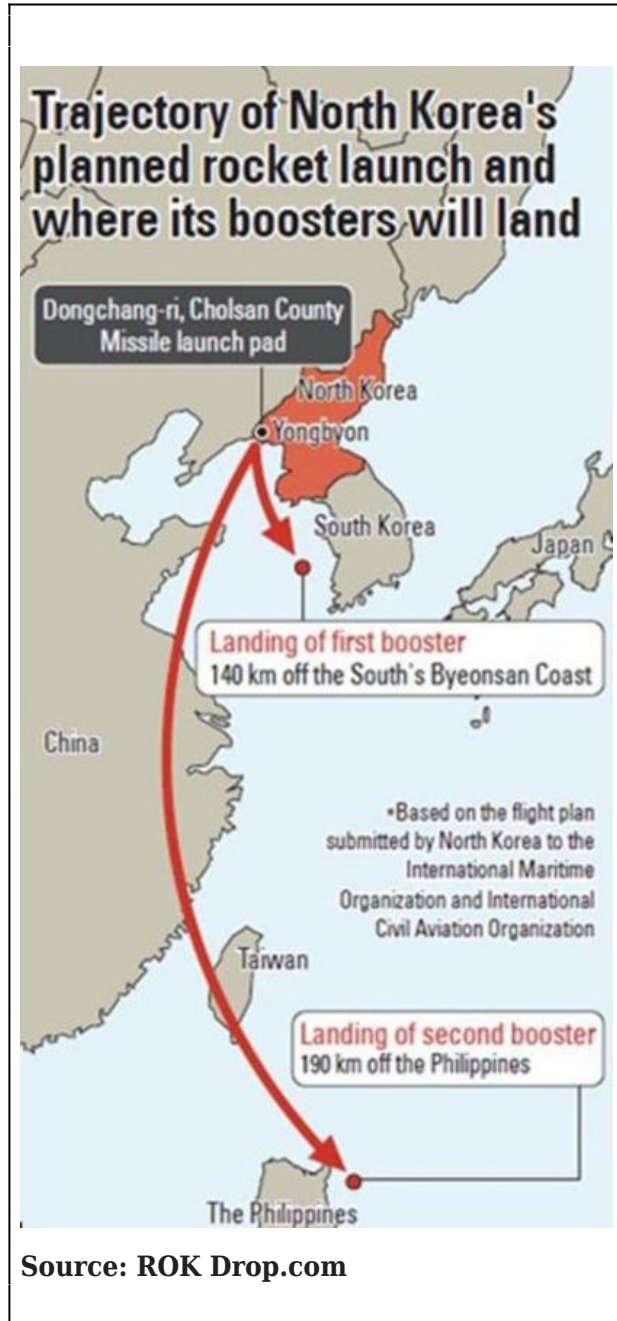 Trajectory of North Korea's
planned rocket launch and
where its boosters will land
Dongchang-ri, Cholsan County
Missile launch pad
North Korea
Yongbyon
South Korea
Japan
Landing of first booster
140 km off the South's Byeonsan Coast
China
•Based on the flight plan
submitted by North Korea to the
International Maritime
Organization and International
Civil Aviation Organization
Taiwan
Landing of second booster
190 km off the Philippines
The Philippines
Source: ROK Drop.com